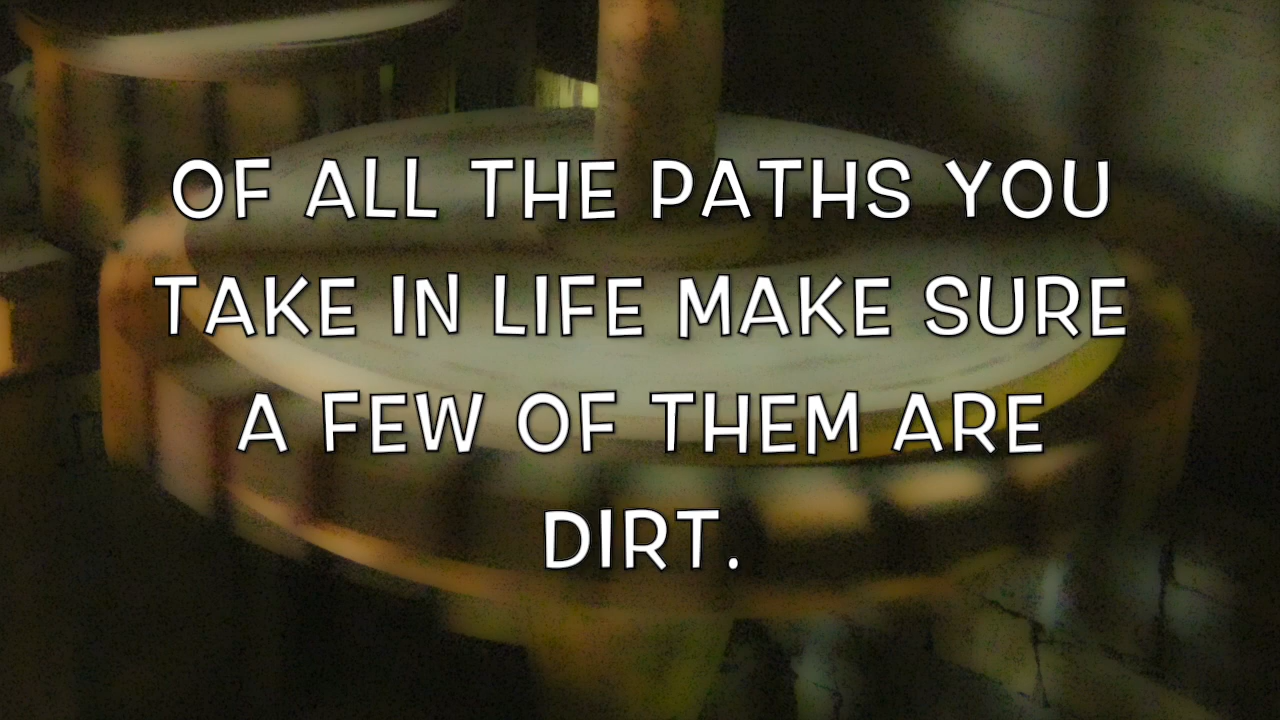 OF ALL THE PATHS YOU
TAKE IN LIFE MAKE SURE
A FEW OF THEM ARE
DIRT.